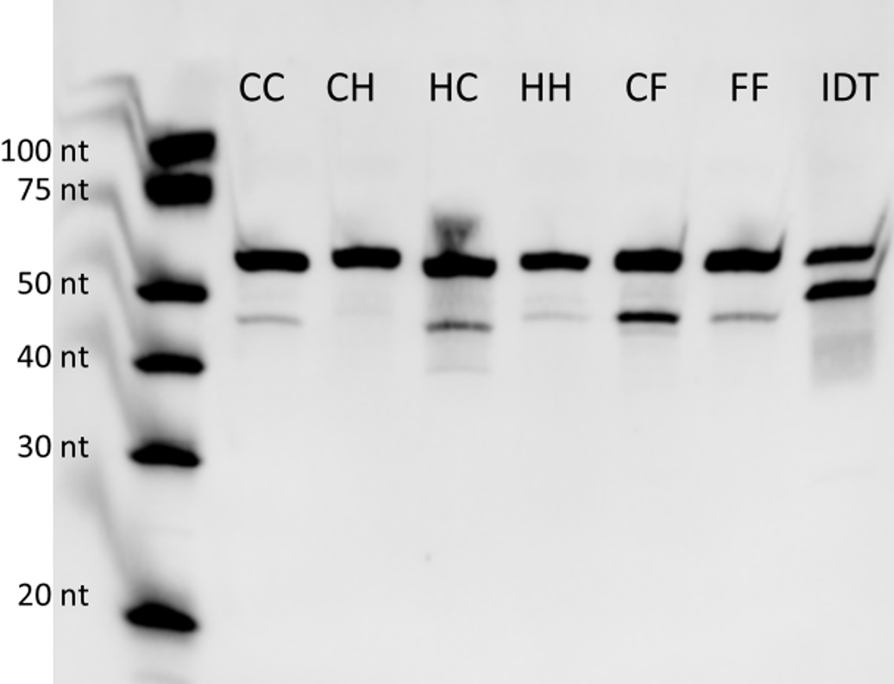 CC CH HC HH CF FF IDT
100 nt
75 nt
50 nt
40 nt
30 nt
20 nt